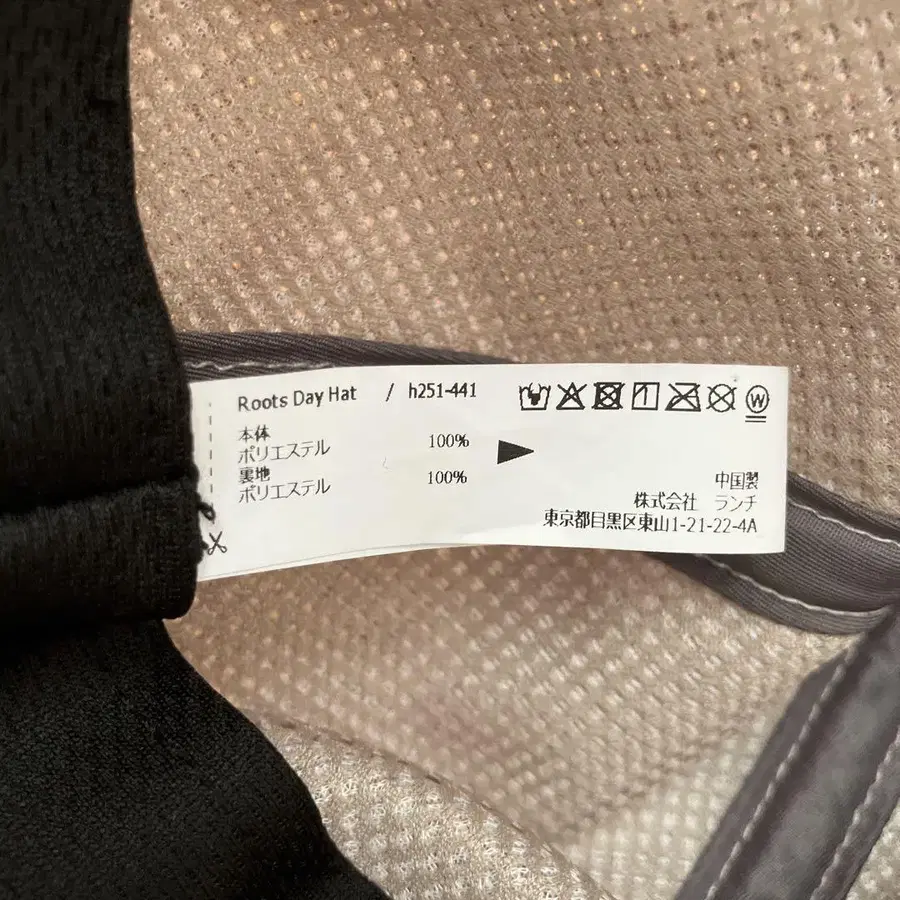 Roots Day Hat / h251-441
本体
ポリエステル 100%
裏地
ポリエステル 100%
W
中国製
株式会社 ランチ
東京都目黒区東山1-21-22-4A